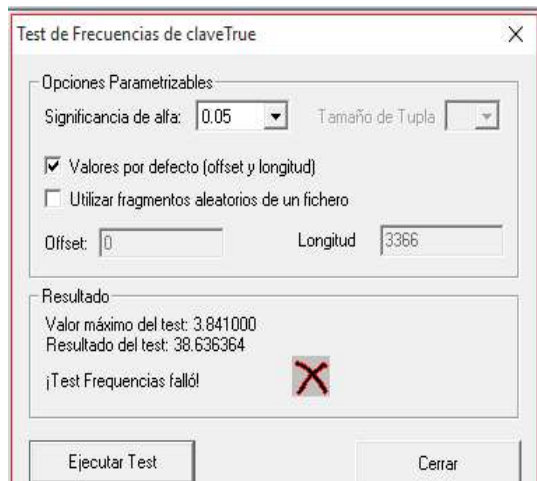 Test de Frecuencias de claveTrue
Opciones Parametrizables
Significancia de alfa: 0.05 Tamaño de Tupla
Valores por defecto (offset y longitud)
Utilizar fragmentos aleatorios de un fichero
Offset: 0 Longitud 3366
Resultado
Valor máximo del test: 3.841000
Resultado del test: 38.636364
¡Test Frequencias falló!
Ejecutar Test Cerrar